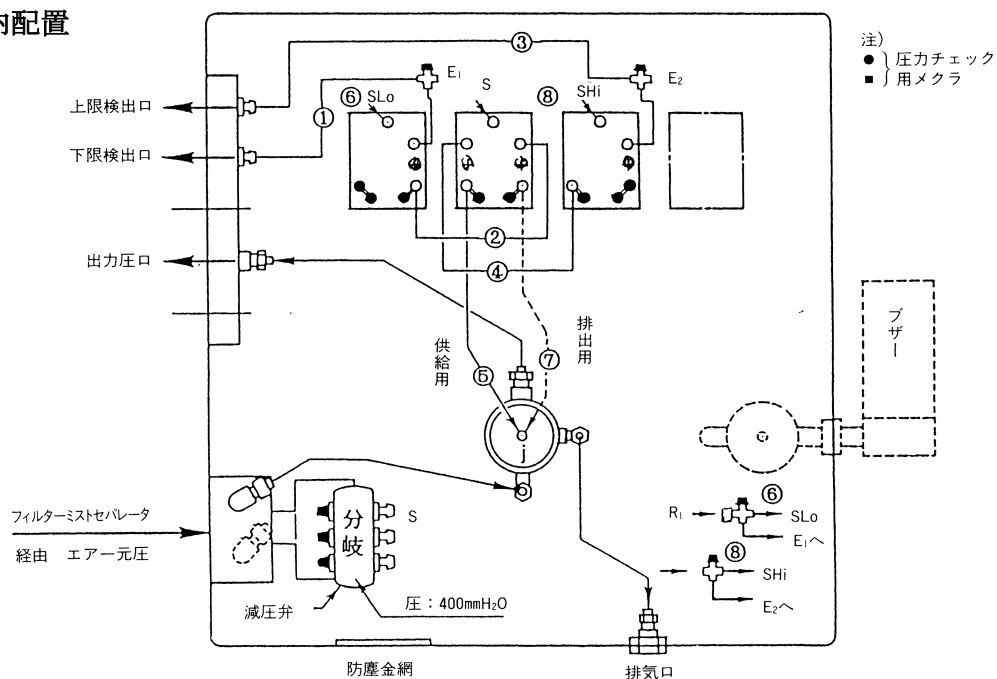 内配置
注)
● 圧力チェック
■ 用メクラ
③
E₁
E₂
⑥
SLo
S
⑧
SHi
①
上限検出口
下限検出口
②
④
出力圧口
供給用
排出用
⑤
⑦
ブザー
フィルターミストセパレータ
経由 エアー元圧
分岐
S
減圧弁
圧：400mmH₂O
防塵金網
排気口
⑥
R₁
SLo
E₁へ
⑧
SHi
E₂へ